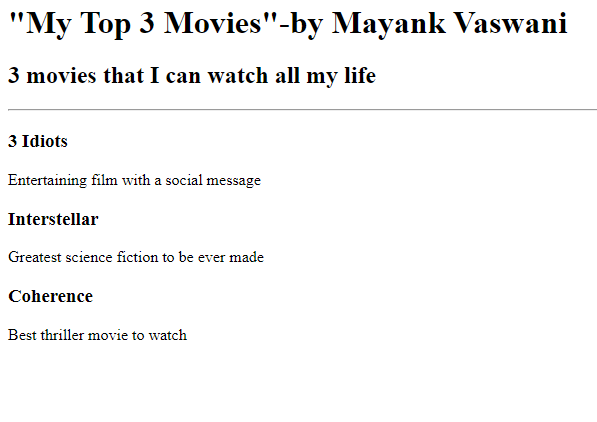 "My Top 3 Movies"-by Mayank Vaswani
3 movies that I can watch all my life
3 Idiots
Entertaining film with a social message
Interstellar
Greatest science fiction to be ever made
Coherence
Best thriller movie to watch